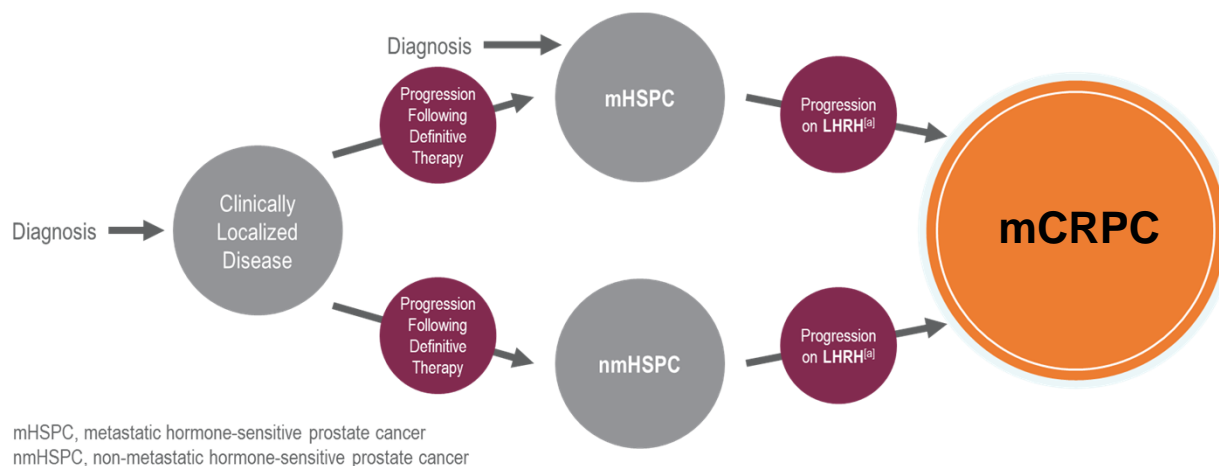 Diagnosis
Clinically
Localized
Disease
Progression
Following
Definitive
Therapy
Diagnosis
mHSPC
Progression
on LHRH[a]
Progression
Following
Definitive
Therapy
nmHSPC
Progression
on LHRH[a]
mCRPC
mHSPC, metastatic hormone-sensitive prostate cancer
nmHSPC, non-metastatic hormone-sensitive prostate cancer